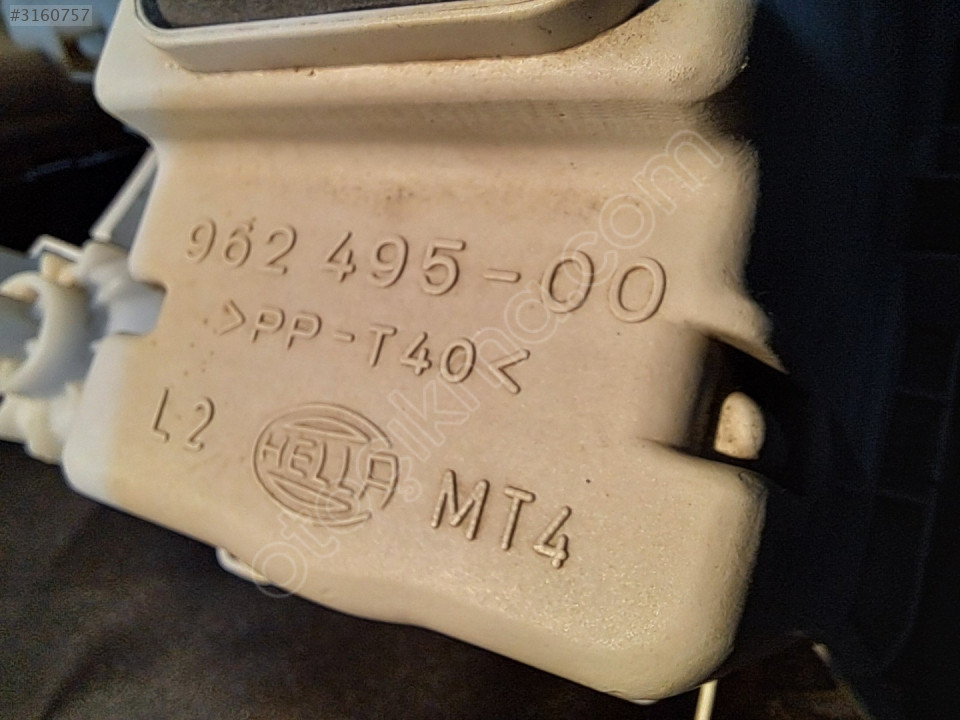 #3160757
962 495-00
>PP-T40<
L2
HELLA
MT4